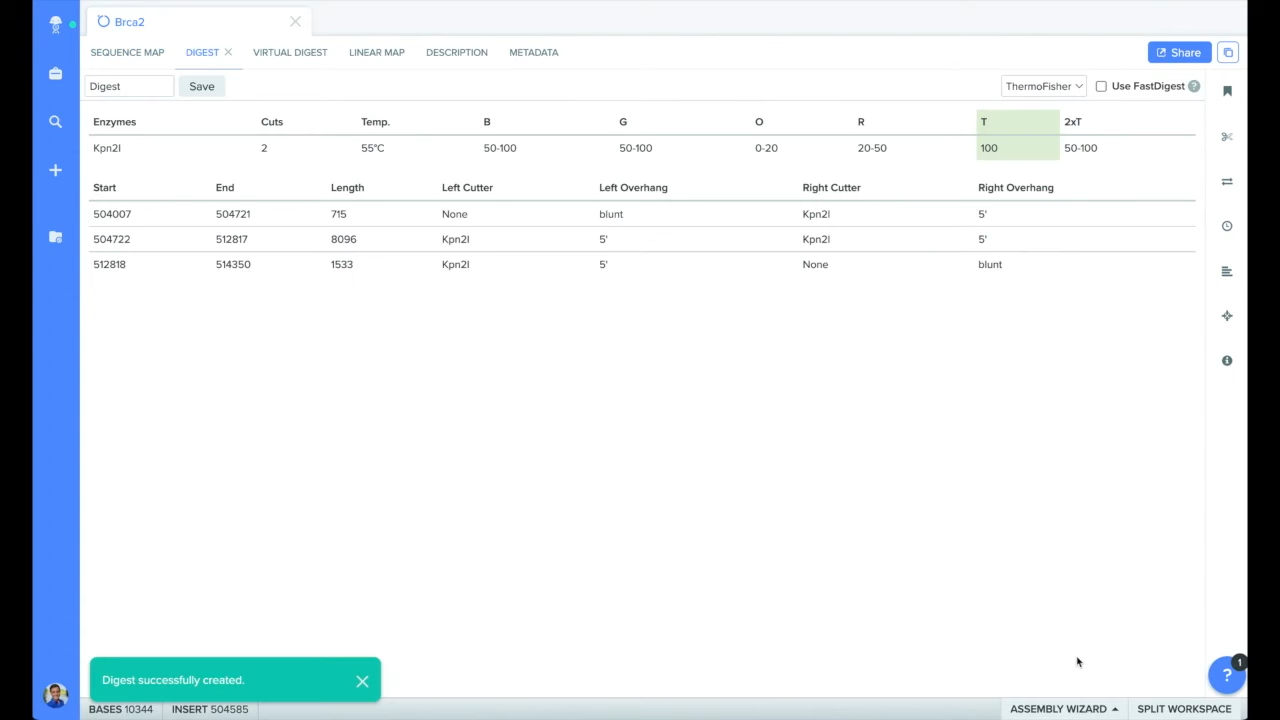 Brca2
SEQUENCE MAP DIGEST VIRTUAL DIGEST LINEAR MAP DESCRIPTION METADATA Share
Digest Save ThermoFisher Use FastDigest ?
Enzymes Cuts Temp. B G O R T 2xT
Kpn2I 2 55°C 50-100 50-100 0-20 20-50 100 50-100
Start End Length Left Cutter Left Overhang Right Cutter Right Overhang
504007 504721 715 None blunt Kpn2I 5'
504722 512817 8096 Kpn2I 5' Kpn2I 5'
512818 514350 1533 Kpn2I 5' None blunt
Digest successfully created.
? 1
BASES 10344 INSERT 504585 ASSEMBLY WIZARD SPLIT WORKSPACE